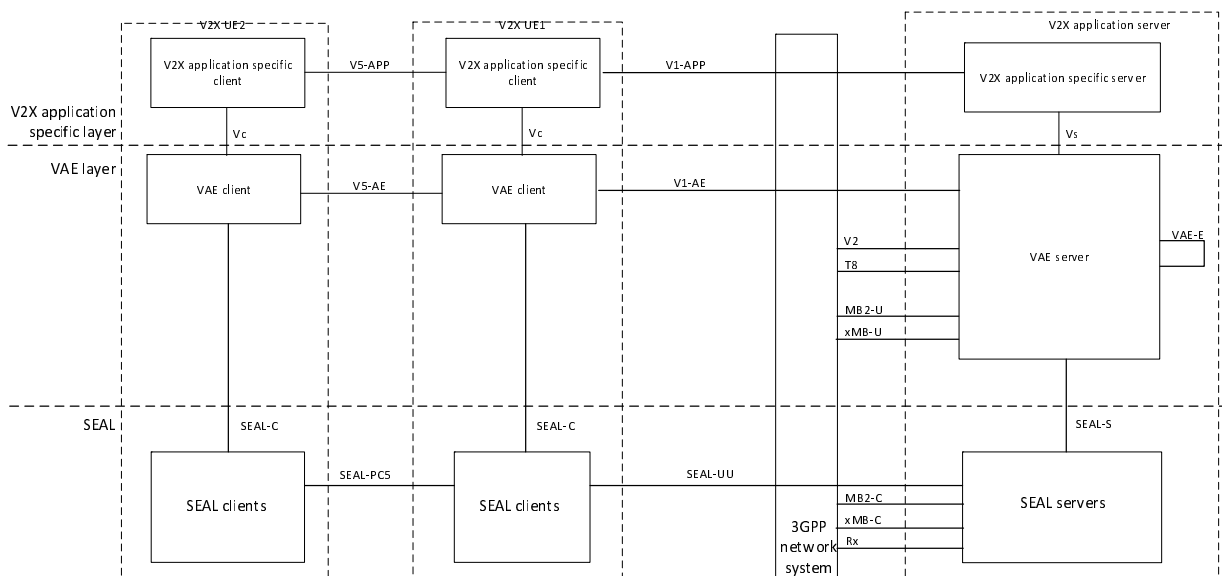 V2X UE2
V2X UE1
V2X application server
V2X application specific
client
V5-APP
V2X application specific
client
V1-APP
V2X application specific server
V2X application
specific layer
Vc
Vc
Vs
VAE layer
VAE client
V5-AE
VAE client
V1-AE
VAE server
VAE-E
V2
T8
MB2-U
xMB-U
SEAL
SEAL-C
SEAL-C
SEAL-S
SEAL clients
SEAL-PC5
SEAL clients
SEAL-UU
SEAL servers
MB2-C
xMB-C
Rx
3GPP
network
system